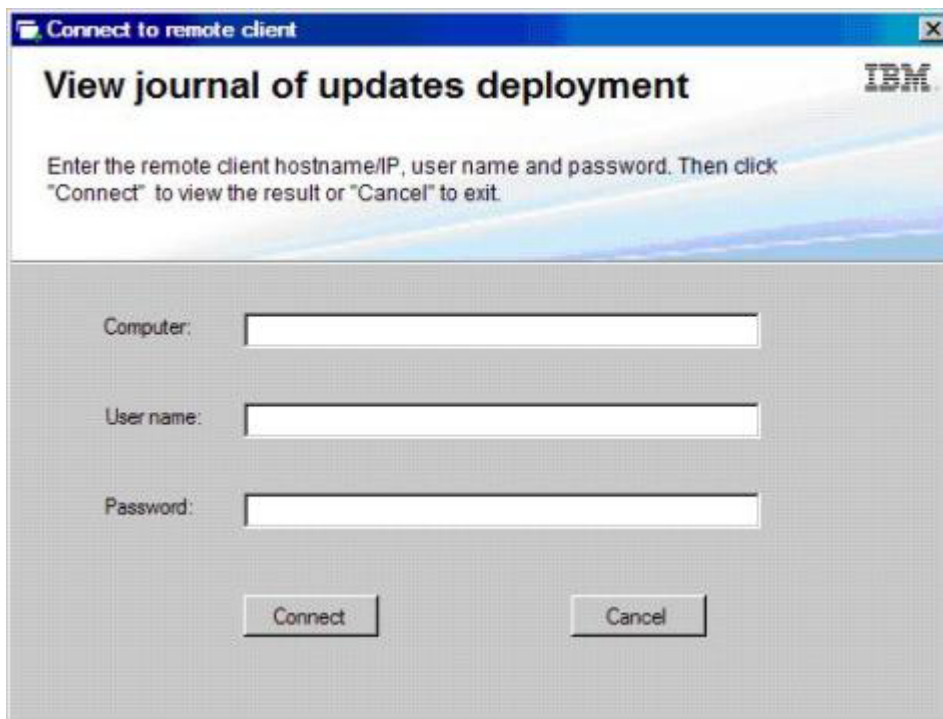 Connect to remote client
View journal of updates deployment
IBM
Enter the remote client hostname/IP, user name and password. Then click
"Connect" to view the result or "Cancel" to exit.
Computer:
User name:
Password:
Connect
Cancel